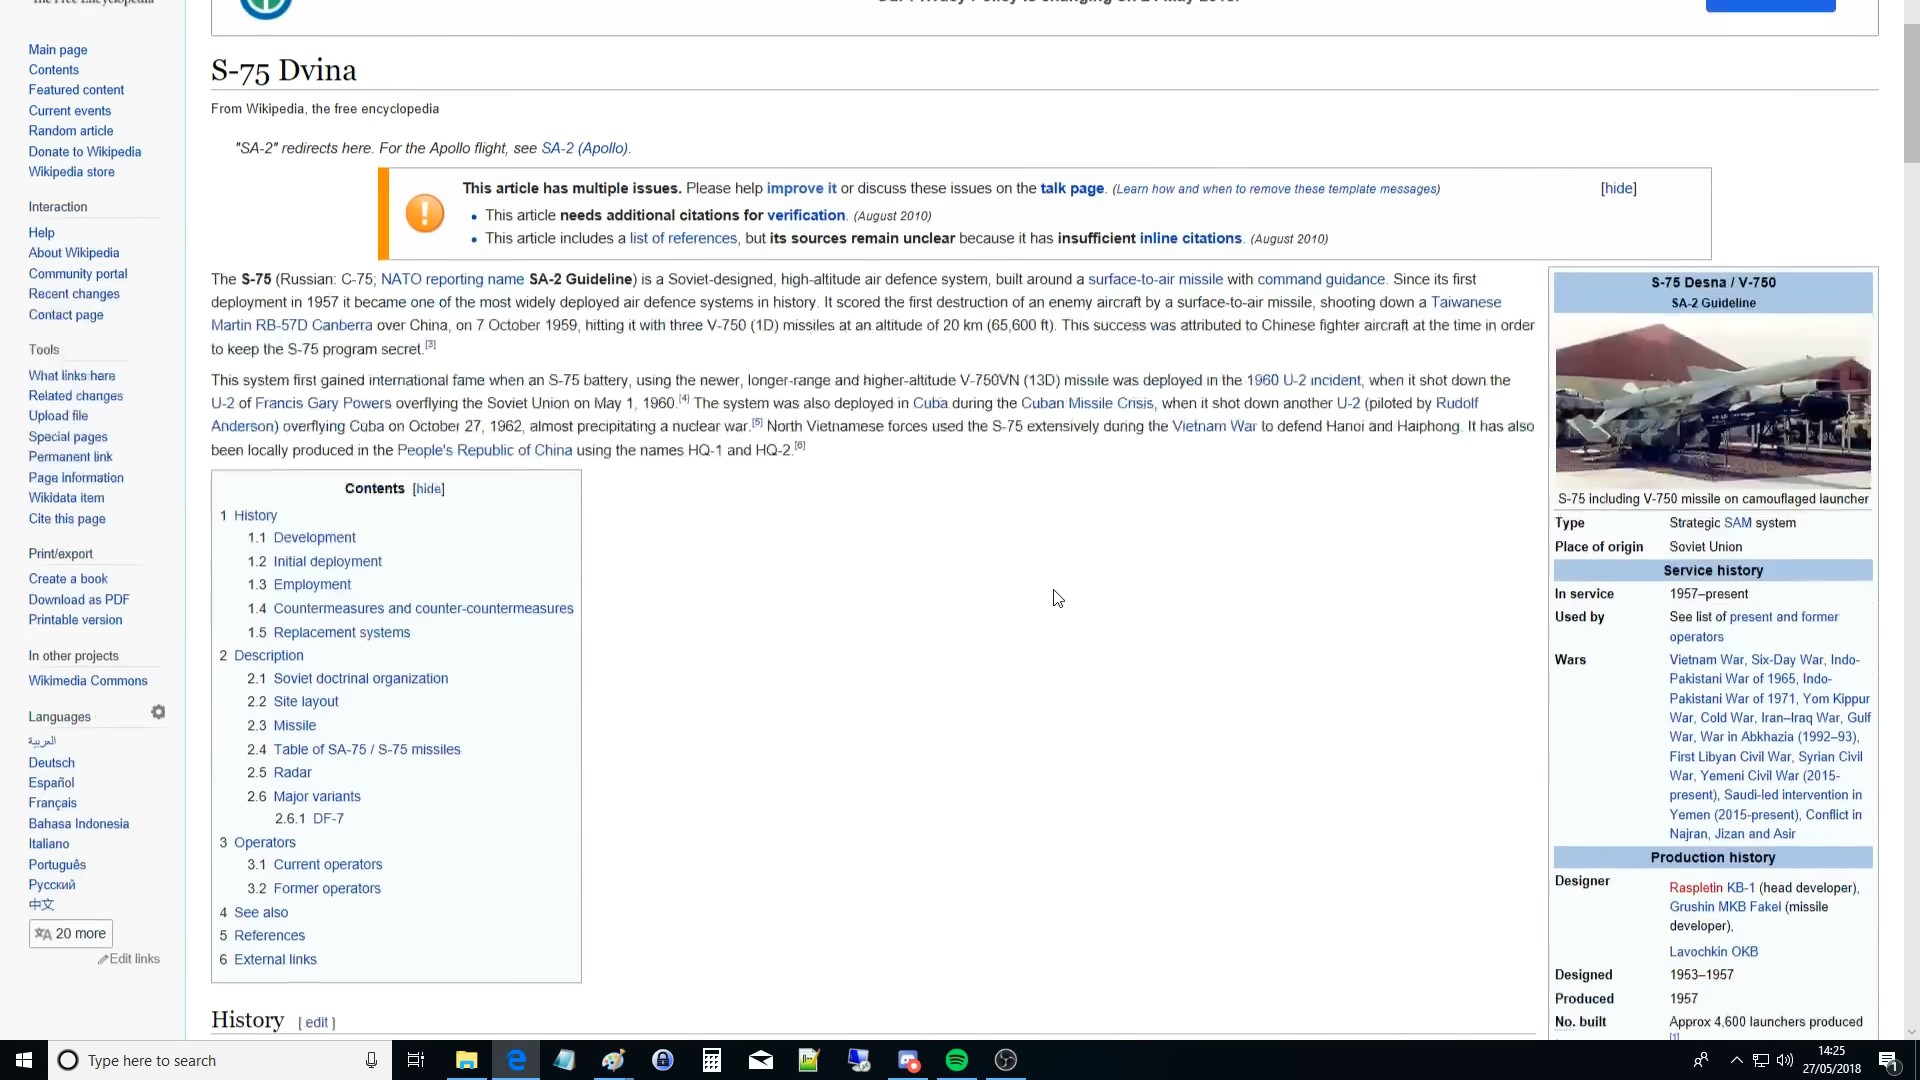 The Free Encyclopedia
Our Privacy Policy is changing on 24 May 2018.
Main page
Contents
Featured content
Current events
Random article
Donate to Wikipedia
Wikipedia store
Interaction
Help
About Wikipedia
Community portal
Recent changes
Contact page
Tools
What links here
Related changes
Upload file
Special pages
Permanent link
Page information
Wikidata item
Cite this page
Print/export
Create a book
Download as PDF
Printable version
In other projects
Wikimedia Commons
Languages
العربية
Deutsch
Español
Français
Bahasa Indonesia
Italiano
Português
Русский
中文
20 more
Edit links
S-75 Dvina
From Wikipedia, the free encyclopedia
"SA-2" redirects here. For the Apollo flight, see SA-2 (Apollo).
This article has multiple issues. Please help improve it or discuss these issues on the talk page. (Learn how and when to remove these template messages) [hide]
• This article needs additional citations for verification. (August 2010)
• This article includes a list of references, but its sources remain unclear because it has insufficient inline citations. (August 2010)
The S-75 (Russian: С-75; NATO reporting name SA-2 Guideline) is a Soviet-designed, high-altitude air defence system, built around a surface-to-air missile with command guidance. Since its first
deployment in 1957 it became one of the most widely deployed air defence systems in history. It scored the first destruction of an enemy aircraft by a surface-to-air missile, shooting down a Taiwanese
Martin RB-57D Canberra over China, on 7 October 1959, hitting it with three V-750 (1D) missiles at an altitude of 20 km (65,600 ft). This success was attributed to Chinese fighter aircraft at the time in order
to keep the S-75 program secret.[3]
This system first gained international fame when an S-75 battery, using the newer, longer-range and higher-altitude V-750VN (13D) missile was deployed in the 1960 U-2 incident, when it shot down the
U-2 of Francis Gary Powers overflying the Soviet Union on May 1, 1960.[4] The system was also deployed in Cuba during the Cuban Missile Crisis, when it shot down another U-2 (piloted by Rudolf
Anderson) overflying Cuba on October 27, 1962, almost precipitating a nuclear war.[5] North Vietnamese forces used the S-75 extensively during the Vietnam War to defend Hanoi and Haiphong. It has also
been locally produced in the People's Republic of China using the names HQ-1 and HQ-2.[6]
Contents [hide]
1 History
1.1 Development
1.2 Initial deployment
1.3 Employment
1.4 Countermeasures and counter-countermeasures
1.5 Replacement systems
2 Description
2.1 Soviet doctrinal organization
2.2 Site layout
2.3 Missile
2.4 Table of SA-75 / S-75 missiles
2.5 Radar
2.6 Major variants
2.6.1 DF-7
3 Operators
3.1 Current operators
3.2 Former operators
4 See also
5 References
6 External links
History [ edit ]
S-75 Desna / V-750
SA-2 Guideline
S-75 including V-750 missile on camouflaged launcher
Type Strategic SAM system
Place of origin Soviet Union
Service history
In service 1957–present
Used by See list of present and former
operators
Wars Vietnam War, Six-Day War, Indo-
Pakistani War of 1965, Indo-
Pakistani War of 1971, Yom Kippur
War, Cold War, Iran–Iraq War, Gulf
War, War in Abkhazia (1992–93),
First Libyan Civil War, Syrian Civil
War, Yemeni Civil War (2015-
present), Saudi-led intervention in
Yemen (2015-present), Conflict in
Najran, Jizan and Asir
Production history
Designer Raspletin KB-1 (head developer),
Grushin MKB Fakel (missile
developer),
Lavochkin OKB
Designed 1953–1957
Produced 1957
No. built Approx 4,600 launchers produced
[1]
Type here to search
14:25
27/05/2018
1